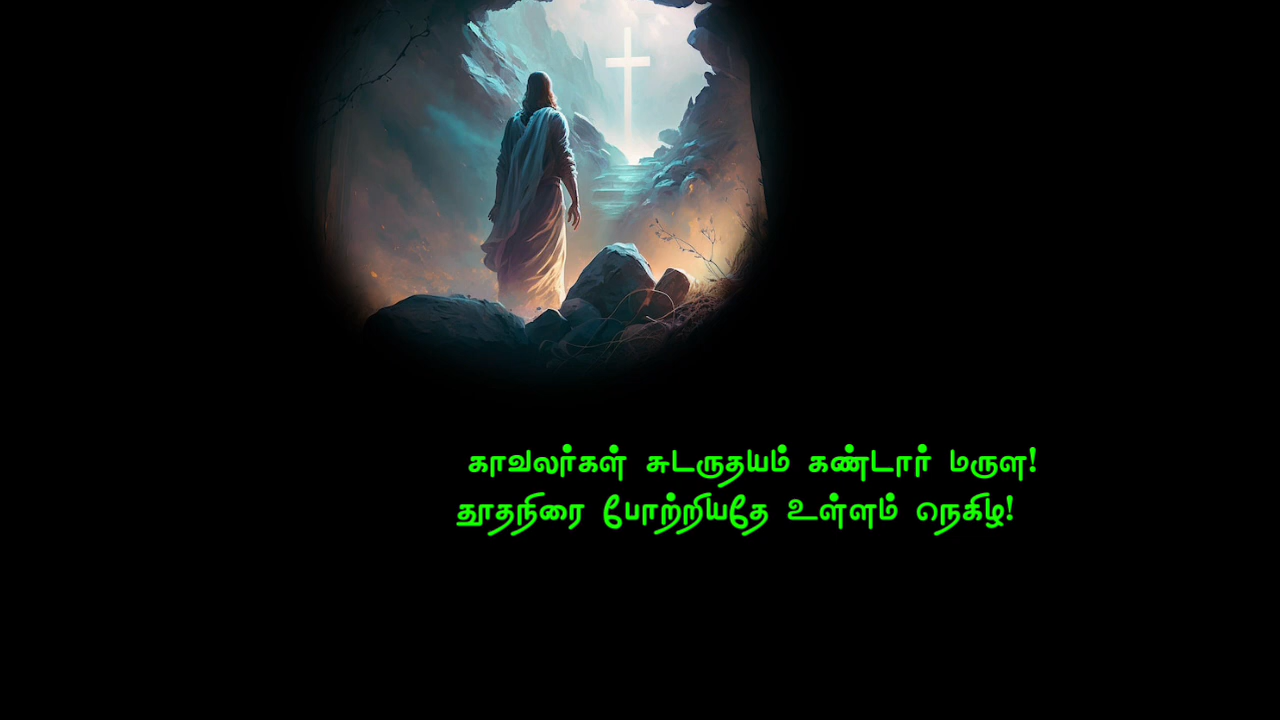 காவலர்கள் சுடருதயம் கண்டார் மருள!
தூதநிரை போற்றியதே உள்ளம் நெகிழ!